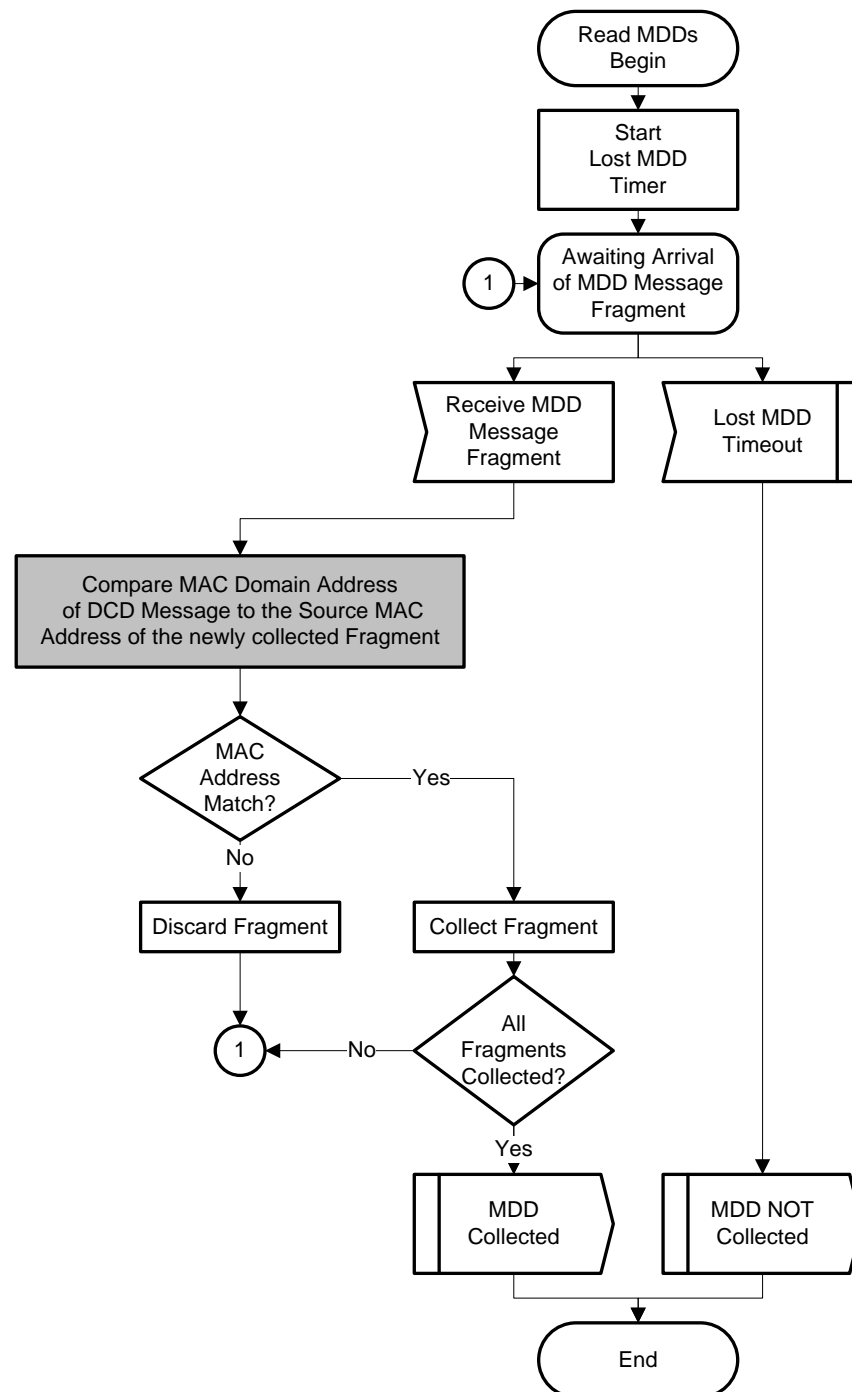 Read MDDs
Begin
Start
Lost MDD
Timer
Awaiting Arrival
of MDD Message
Fragment
1
Receive MDD
Message
Fragment
Lost MDD
Timeout
Compare MAC Domain Address
of DCD Message to the Source MAC
Address of the newly collected Fragment
MAC
Address
Match?
Yes
No
Discard Fragment
Collect Fragment
1
No
All
Fragments
Collected?
Yes
MDD
Collected
MDD NOT
Collected
End